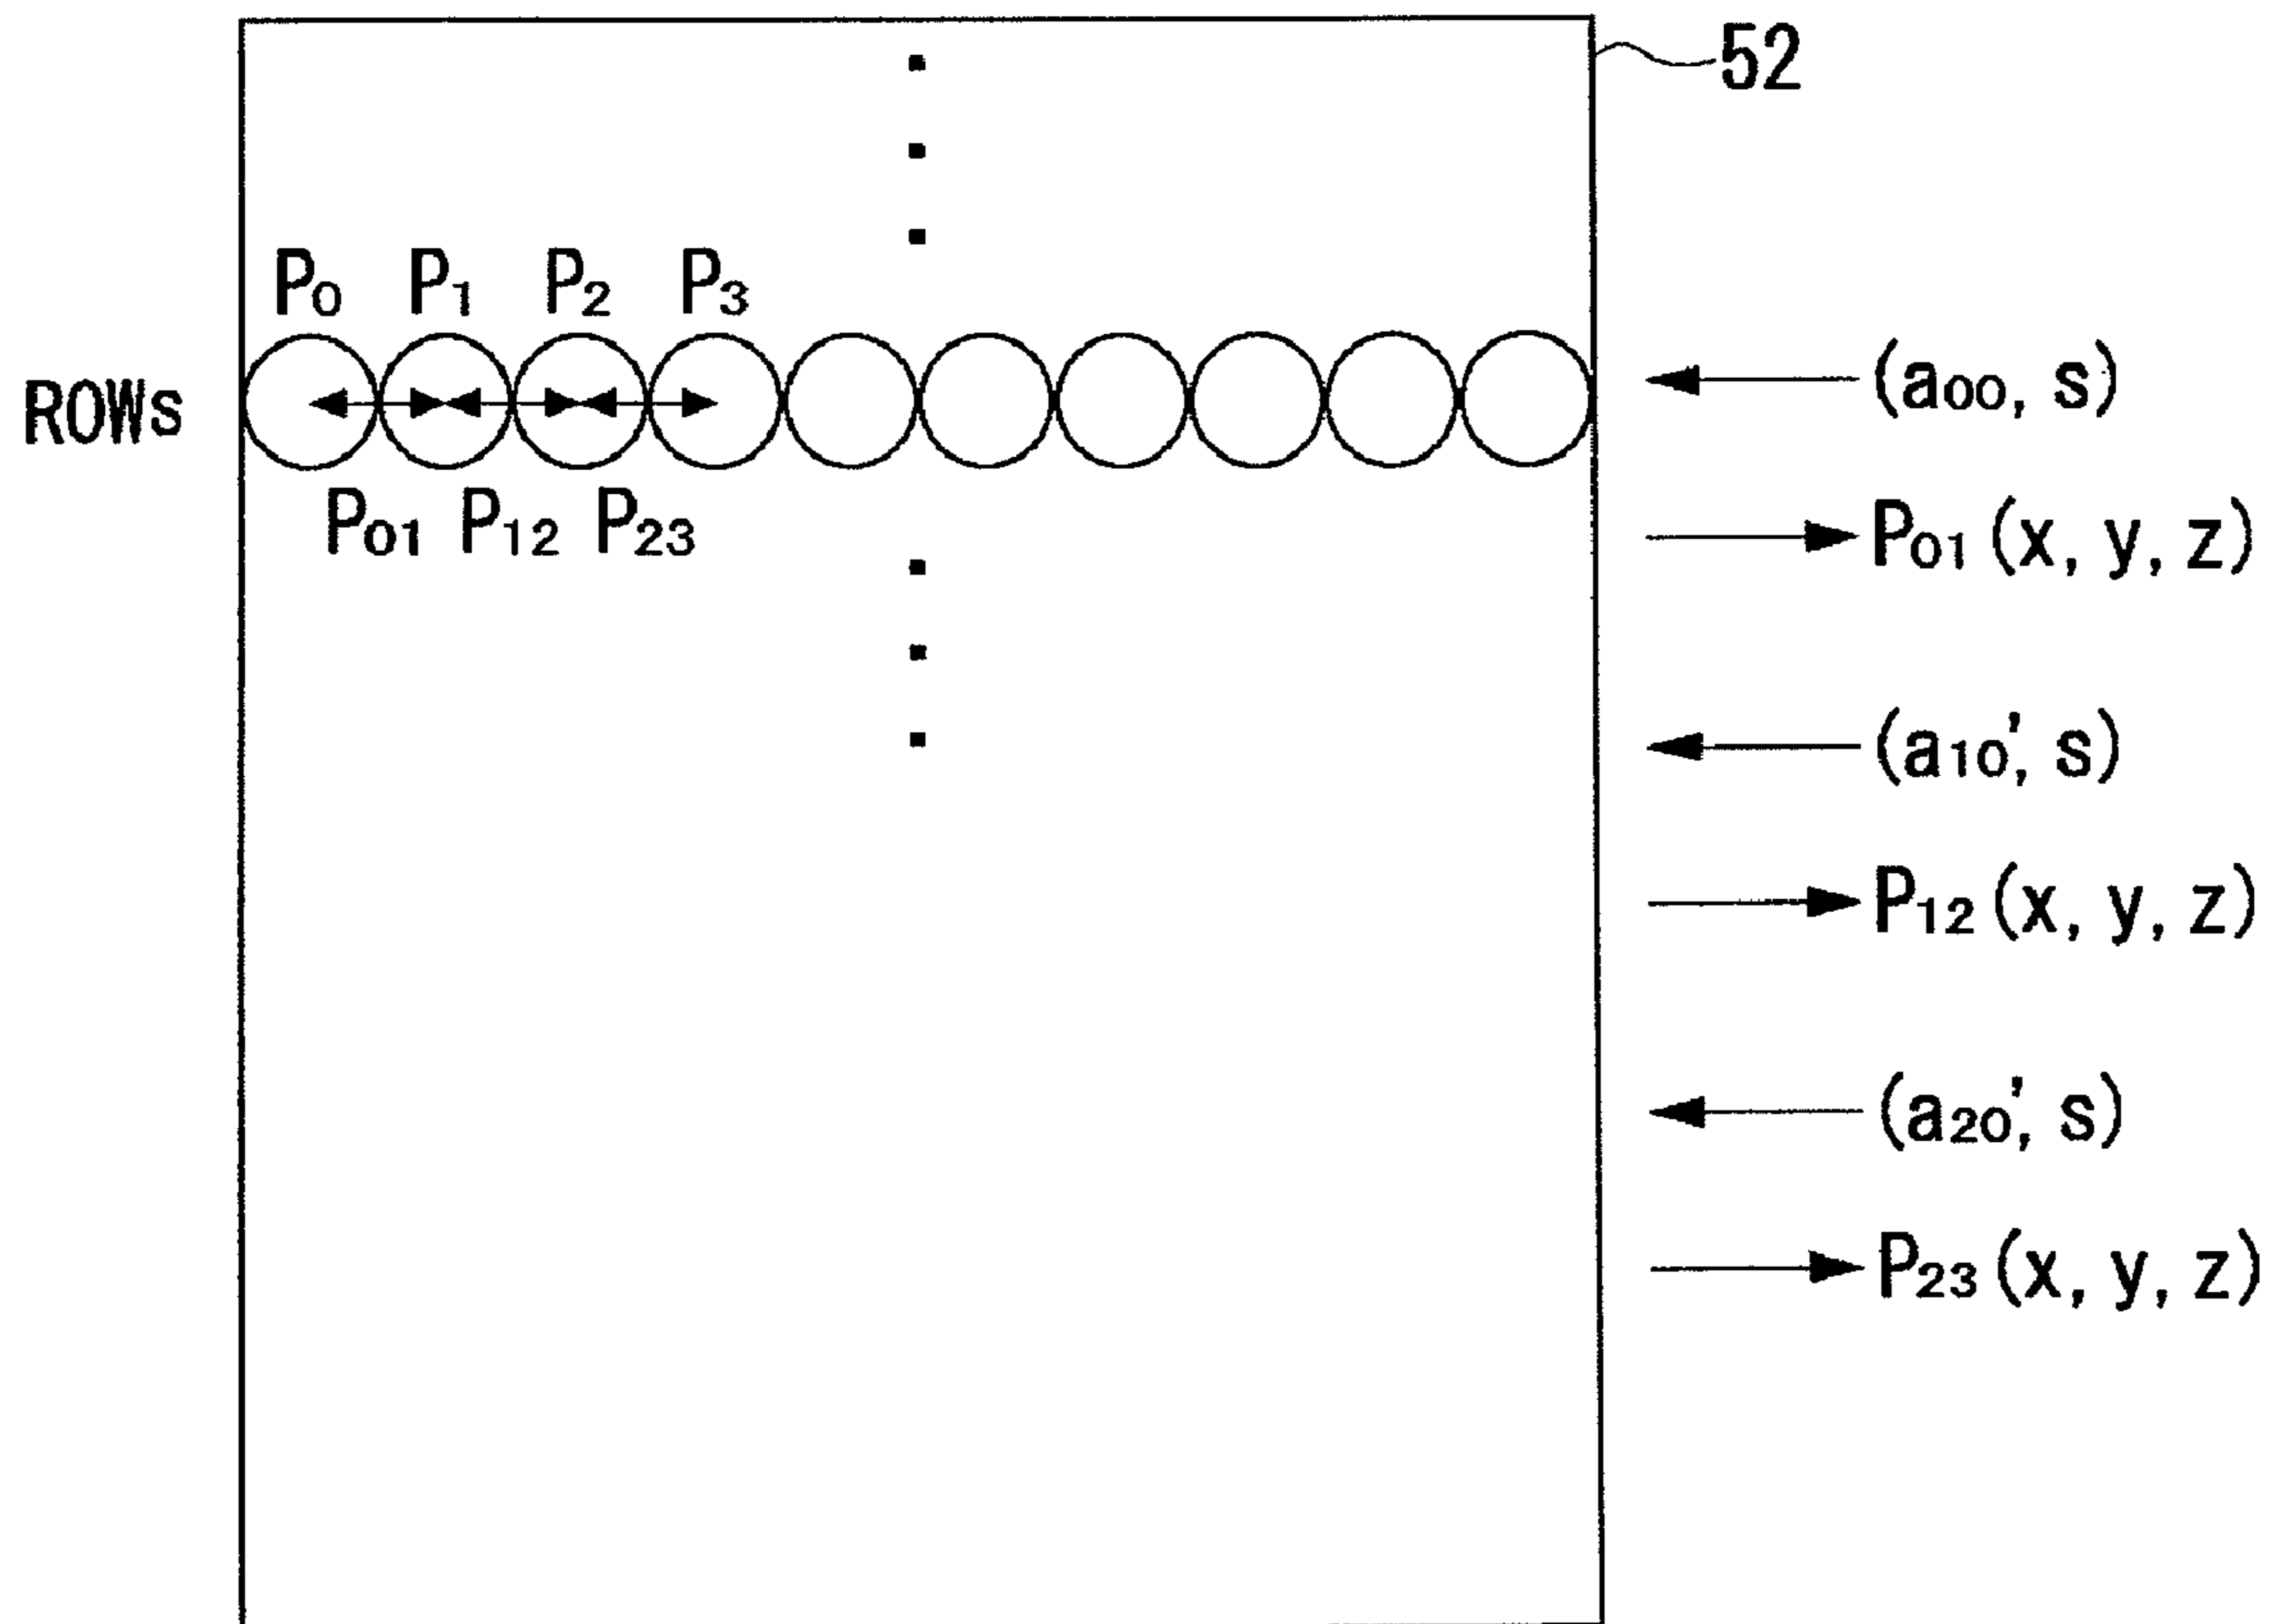 52
P₀ P₁ P₂ P₃
ROWs
P₀₁ P₁₂ P₂₃
(a₀₀, s)
P₀₁ (x, y, z)
(a₁₀', s)
P₁₂ (x, y, z)
(a₂₀', s)
P₂₃ (x, y, z)